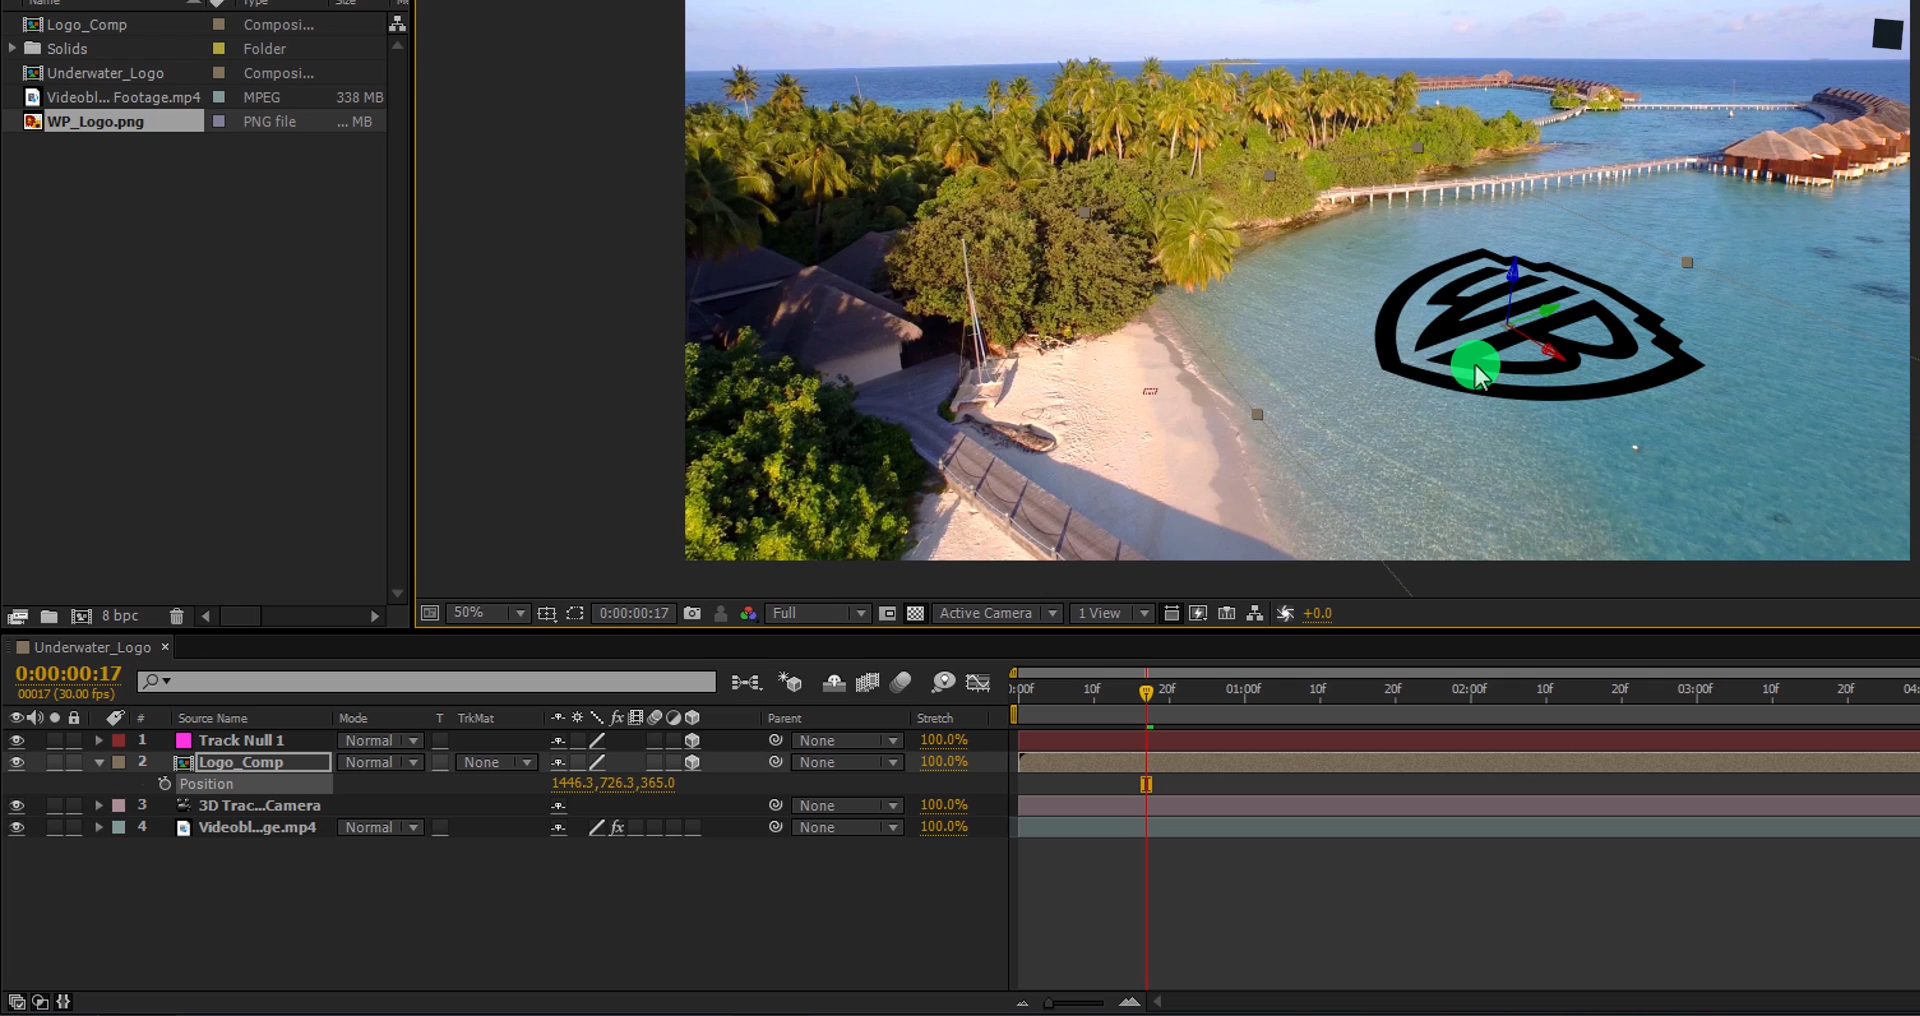 Name Type Size
Logo_Comp Composi...
Solids Folder
Underwater_Logo Composi...
Videobl... Footage.mp4 MPEG 338 MB
WP_Logo.png PNG file ... MB
8 bpc
50% 0:00:00:17 Full Active Camera 1 View +0.0
Underwater_Logo ×
0:00:00:17
00017 (30.00 fps)
:00f 10f 20f 01:00f 10f 20f 02:00f 10f 20f 03:00f 10f 20f 04:
# Source Name Mode T TrkMat fx Parent Stretch
1 Track Null 1 Normal None 100.0%
2 Logo_Comp Normal None None 100.0%
Position 1446.3,726.3,365.0
3 3D Trac...Camera None 100.0%
4 Videobl...ge.mp4 Normal fx None 100.0%